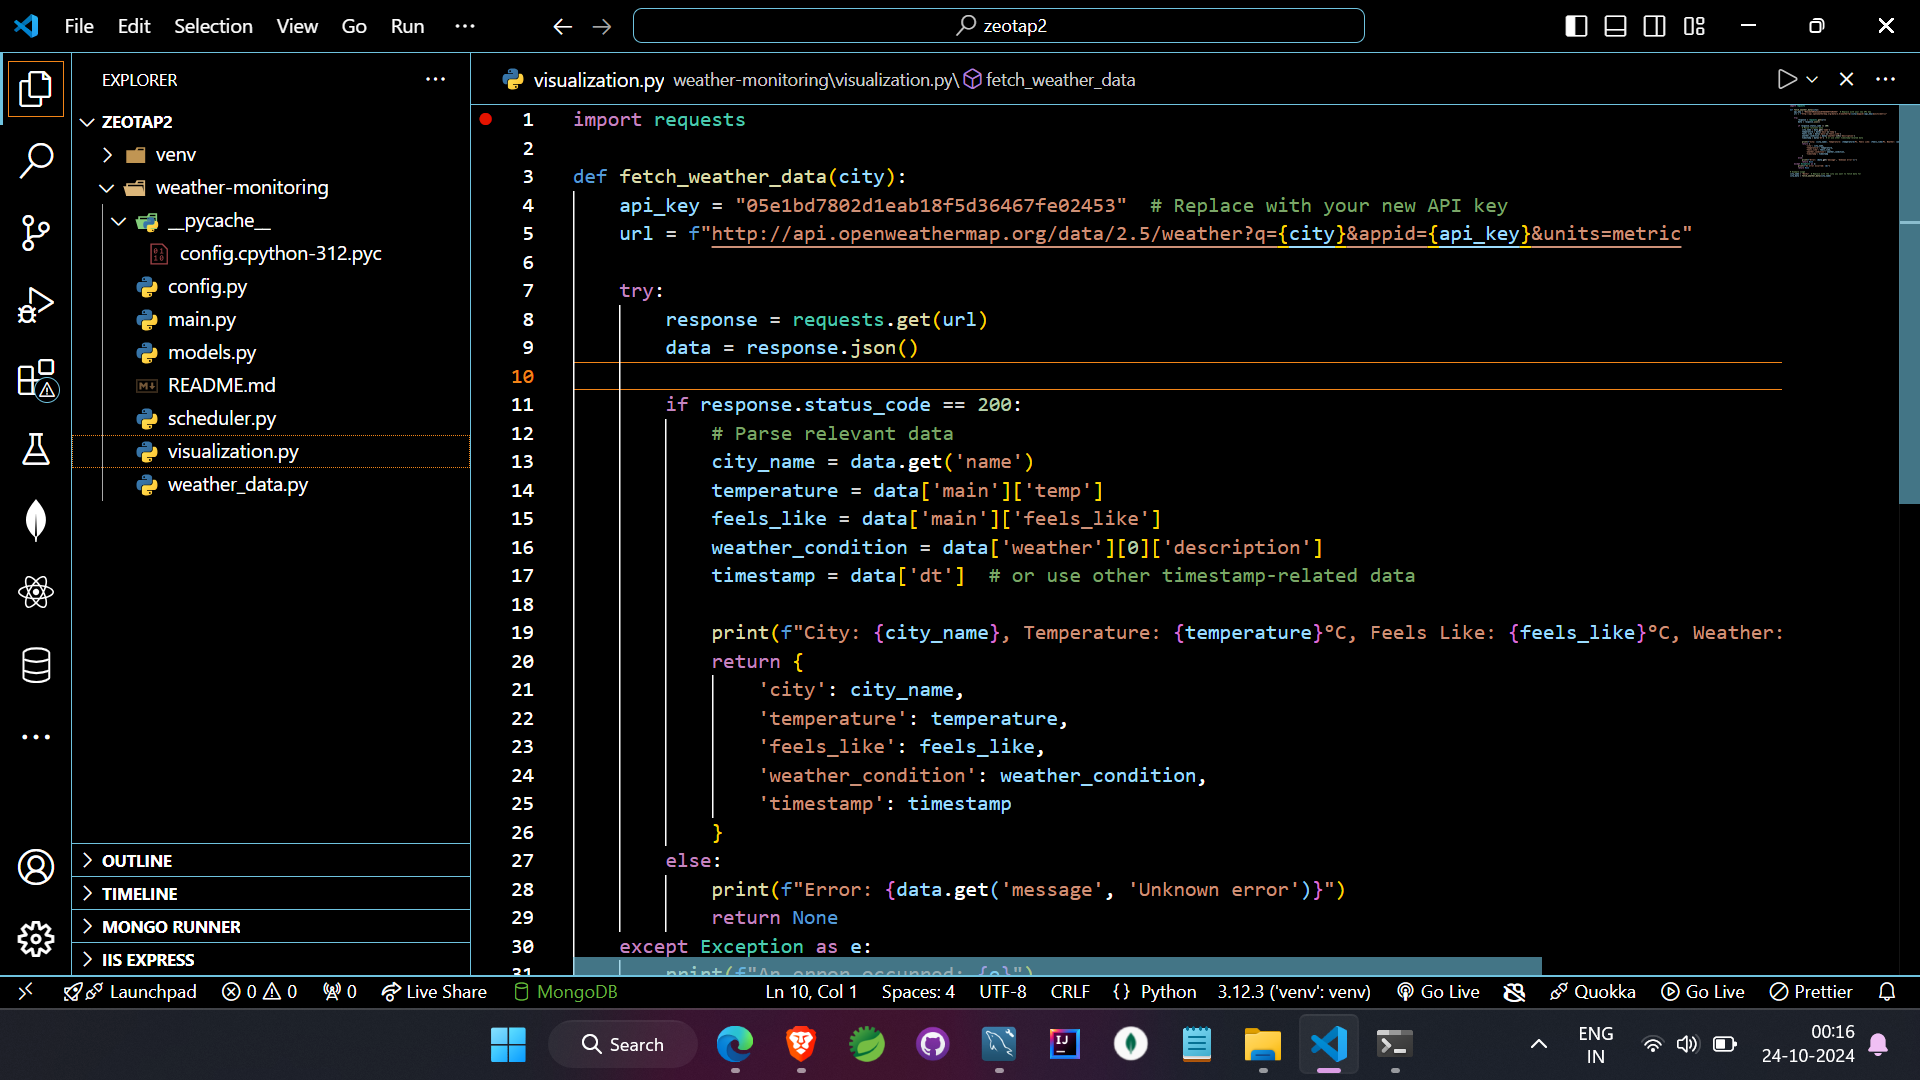 File Edit Selection View Go Run ... zeotap2
EXPLORER
ZEOTAP2
venv
weather-monitoring
__pycache__
config.cpython-312.pyc
config.py
main.py
models.py
README.md
scheduler.py
visualization.py
weather_data.py
OUTLINE
TIMELINE
MONGO RUNNER
IIS EXPRESS
visualization.py weather-monitoring\visualization.py\ fetch_weather_data
1 import requests
2
3 def fetch_weather_data(city):
4 api_key = "05e1bd7802d1eab18f5d36467fe02453"  # Replace with your new API key
5 url = f"http://api.openweathermap.org/data/2.5/weather?q={city}&appid={api_key}&units=metric"
6
7 try:
8 response = requests.get(url)
9 data = response.json()
10
11 if response.status_code == 200:
12 # Parse relevant data
13 city_name = data.get('name')
14 temperature = data['main']['temp']
15 feels_like = data['main']['feels_like']
16 weather_condition = data['weather'][0]['description']
17 timestamp = data['dt']  # or use other timestamp-related data
18
19 print(f"City: {city_name}, Temperature: {temperature}°C, Feels Like: {feels_like}°C, Weather:
20 return {
21 'city': city_name,
22 'temperature': temperature,
23 'feels_like': feels_like,
24 'weather_condition': weather_condition,
25 'timestamp': timestamp
26 }
27 else:
28 print(f"Error: {data.get('message', 'Unknown error')}")
29 return None
30 except Exception as e:
31 print(f"An error occurred: {e}")
Launchpad 0 0 0 Live Share MongoDB Ln 10, Col 1 Spaces: 4 UTF-8 CRLF {} Python 3.12.3 ('venv': venv) Go Live Quokka Go Live Prettier
Search
ENG
IN
00:16
24-10-2024